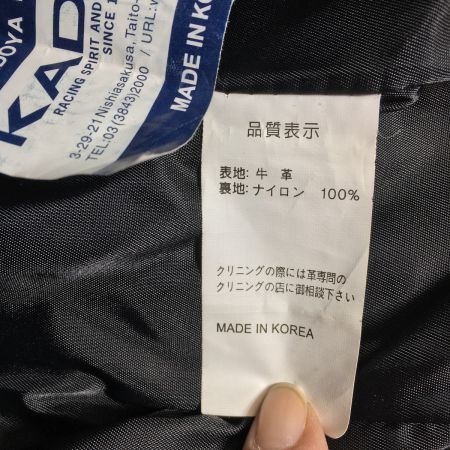 KAD
RACING SPIRIT AND
SINCE 1
3-29-21 Nishiasakusa, Taito-
TEL:03(3843)2000 / URL:w
MADE IN KO
品質表示
表地: 牛 革
裏地: ナイロン 100%
クリニングの際には革専問の
クリニングの店に御相談下さい
MADE IN KOREA